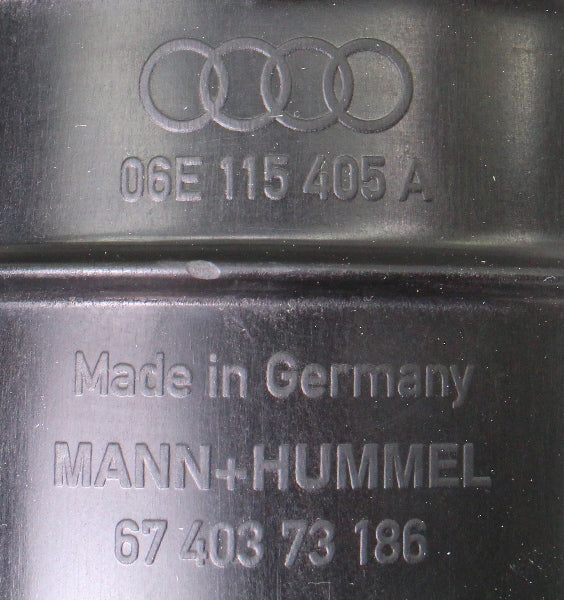 06E 115 405 A
Made in Germany
MANN+HUMMEL
67 403 73 186